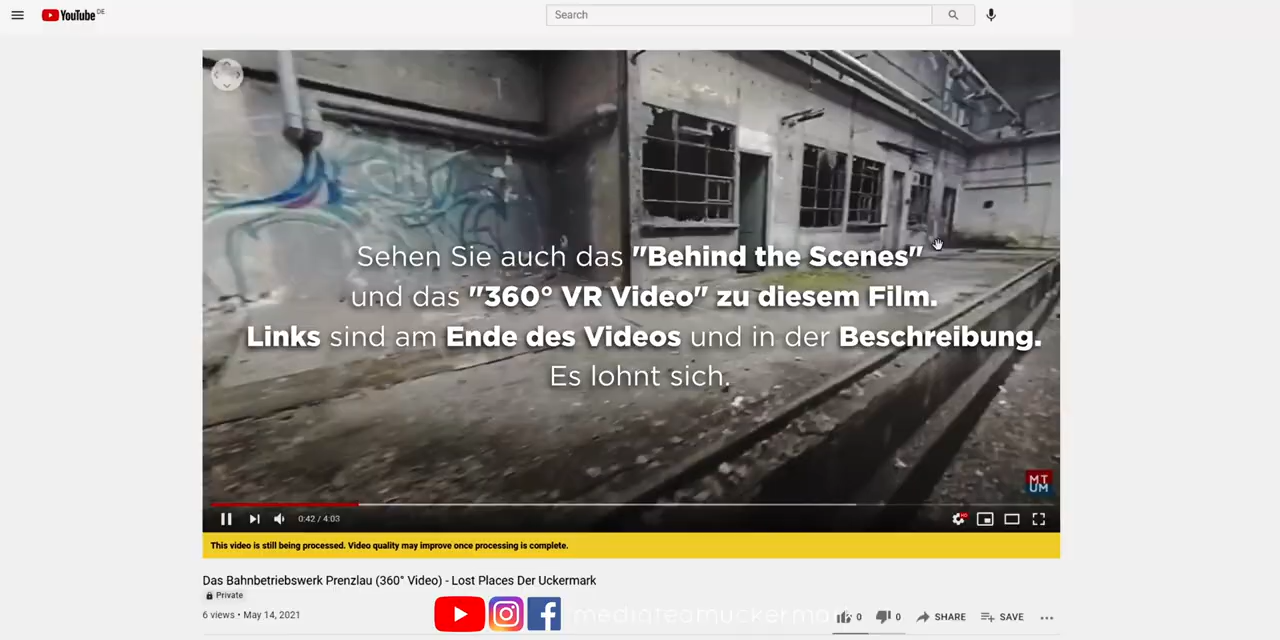 YouTube DE
Search
Sehen Sie auch das "Behind the Scenes"
und das "360° VR Video" zu diesem Film.
Links sind am Ende des Videos und in der Beschreibung.
Es lohnt sich.
MT
UM
0:42 / 4:03
HD
This video is still being processed. Video quality may improve once processing is complete.
Das Bahnbetriebswerk Prenzlau (360° Video) - Lost Places Der Uckermark
Private
6 views • May 14, 2021
mediateamuckermark
0
0
SHARE
SAVE